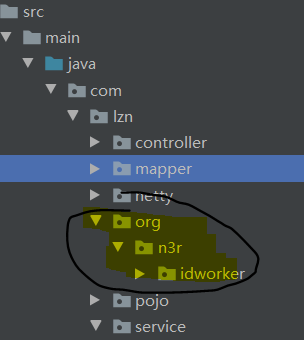 src
main
java
com
lzn
controller
mapper
netty
org
n3r
idworker
pojo
service